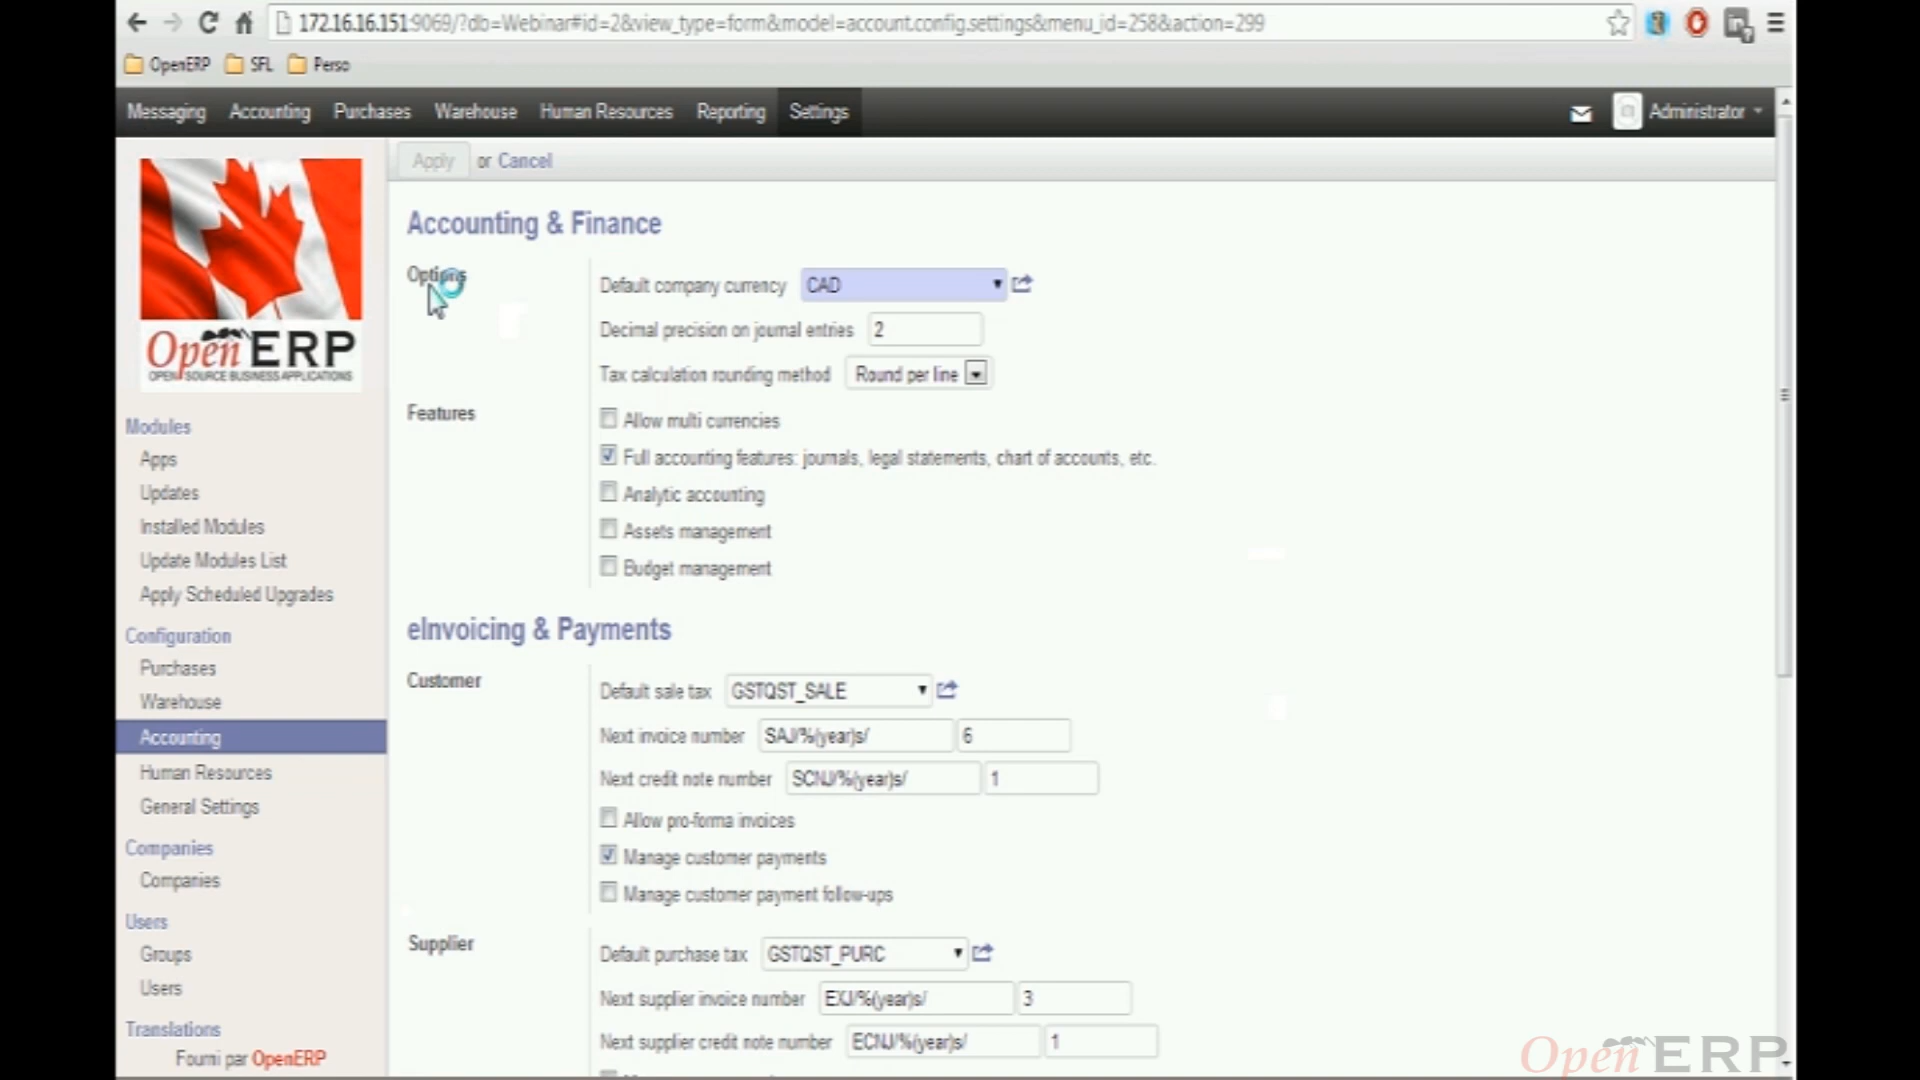 172.16.16.151:9069/?db=Webinar#id=2&view_type=form&model=account.config.settings&menu_id=258&action=299
OpenERP SFL Perso
Messaging Accounting Purchases Warehouse Human Resources Reporting Settings Administrator
Apply or Cancel
OpenERP
OPEN SOURCE BUSINESS APPLICATIONS
Modules
Apps
Updates
Installed Modules
Update Modules List
Apply Scheduled Upgrades
Configuration
Purchases
Warehouse
Accounting
Human Resources
General Settings
Companies
Companies
Users
Groups
Users
Translations
Fourni par OpenERP
Accounting & Finance
Options
Default company currency CAD
Decimal precision on journal entries 2
Tax calculation rounding method Round per line
Features
Allow multi currencies
Full accounting features: journals, legal statements, chart of accounts, etc.
Analytic accounting
Assets management
Budget management
eInvoicing & Payments
Customer
Default sale tax GSTQST_SALE
Next invoice number SAJ/%(year)s/ 6
Next credit note number SCNJ/%(year)s/ 1
Allow pro-forma invoices
Manage customer payments
Manage customer payment follow-ups
Supplier
Default purchase tax GSTQST_PURC
Next supplier invoice number EXJ/%(year)s/ 3
Next supplier credit note number ECNJ/%(year)s/ 1
OpenERP